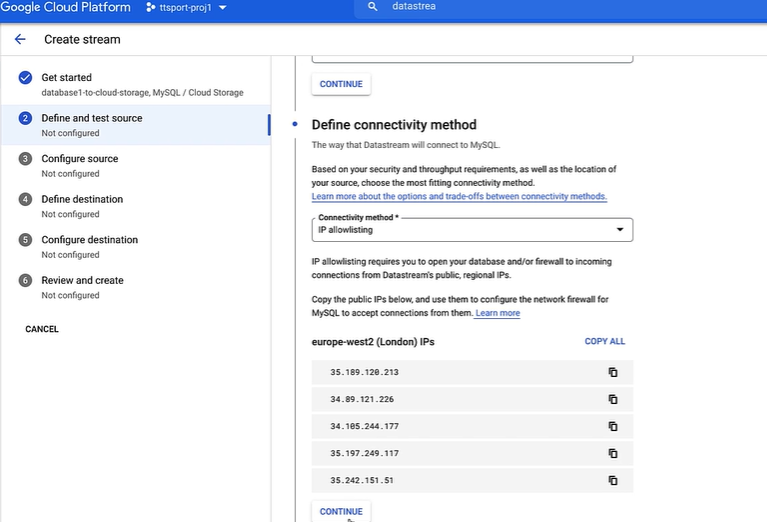 Google Cloud Platform
ttsport-proj1
datastrea
Create stream
Get started
database1-to-cloud-storage, MySQL / Cloud Storage
2
Define and test source
Not configured
3
Configure source
Not configured
4
Define destination
Not configured
5
Configure destination
Not configured
6
Review and create
Not configured
CANCEL
CONTINUE
Define connectivity method
The way that Datastream will connect to MySQL.
Based on your security and throughput requirements, as well as the location of
your source, choose the most fitting connectivity method.
Learn more about the options and trade-offs between connectivity methods.
Connectivity method *
IP allowlisting
IP allowlisting requires you to open your database and/or firewall to incoming
connections from Datastream's public, regional IPs.
Copy the public IPs below, and use them to configure the network firewall for
MySQL to accept connections from them. Learn more
europe-west2 (London) IPs
COPY ALL
35.189.120.213
34.89.121.226
34.105.244.177
35.197.249.117
35.242.151.51
CONTINUE